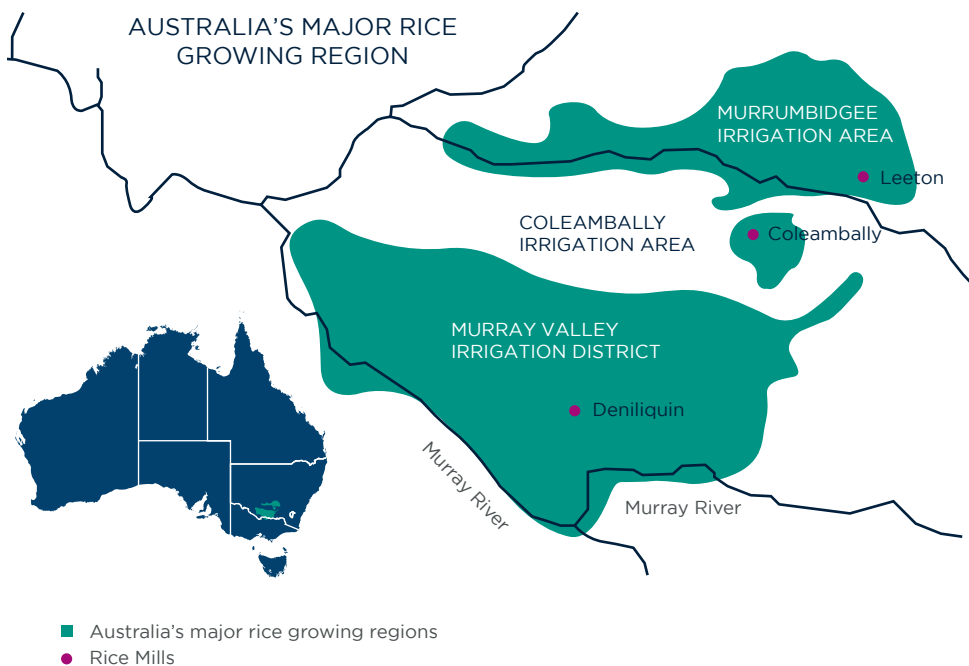 AUSTRALIA'S MAJOR RICE
GROWING REGION
MURRUMBIDGEE
IRRIGATION AREA
Leeton
COLEAMBALLY
IRRIGATION AREA
Coleambally
MURRAY VALLEY
IRRIGATION DISTRICT
Deniliquin
Murray River
Murray River
Australia's major rice growing regions
Rice Mills